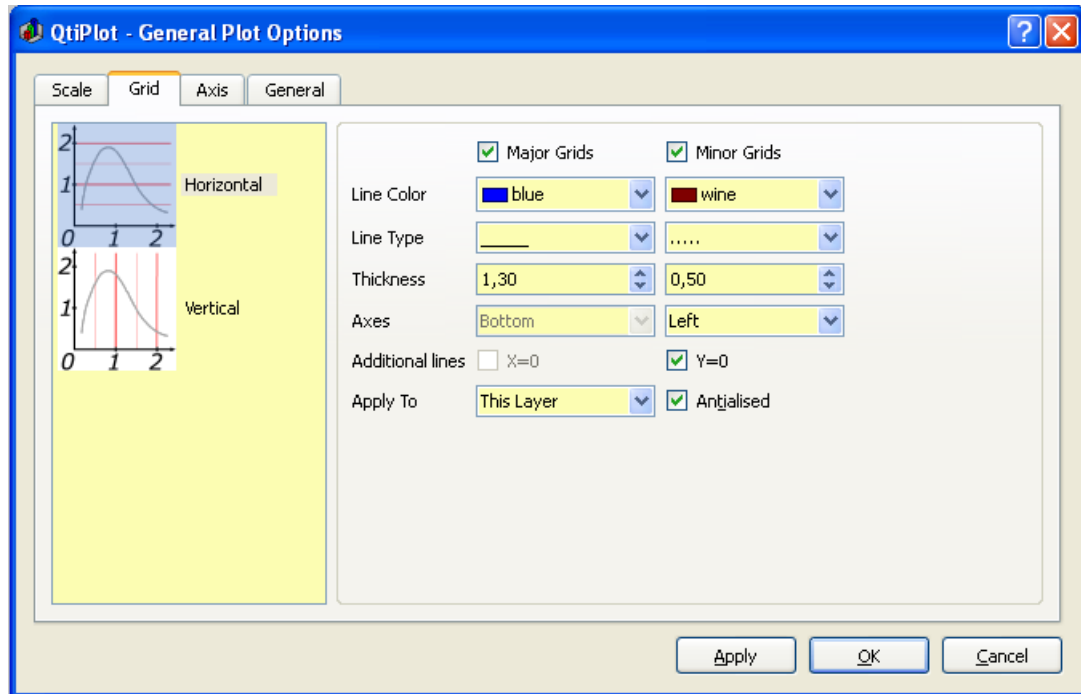 QtiPlot - General Plot Options
Scale Grid Axis General
2
1
0 1 2
Horizontal
2
1
0 1 2
Vertical
Major Grids Minor Grids
Line Color blue wine
Line Type
Thickness 1,30 0,50
Axes Bottom Left
Additional lines X=0 Y=0
Apply To This Layer Antialised
Apply OK Cancel